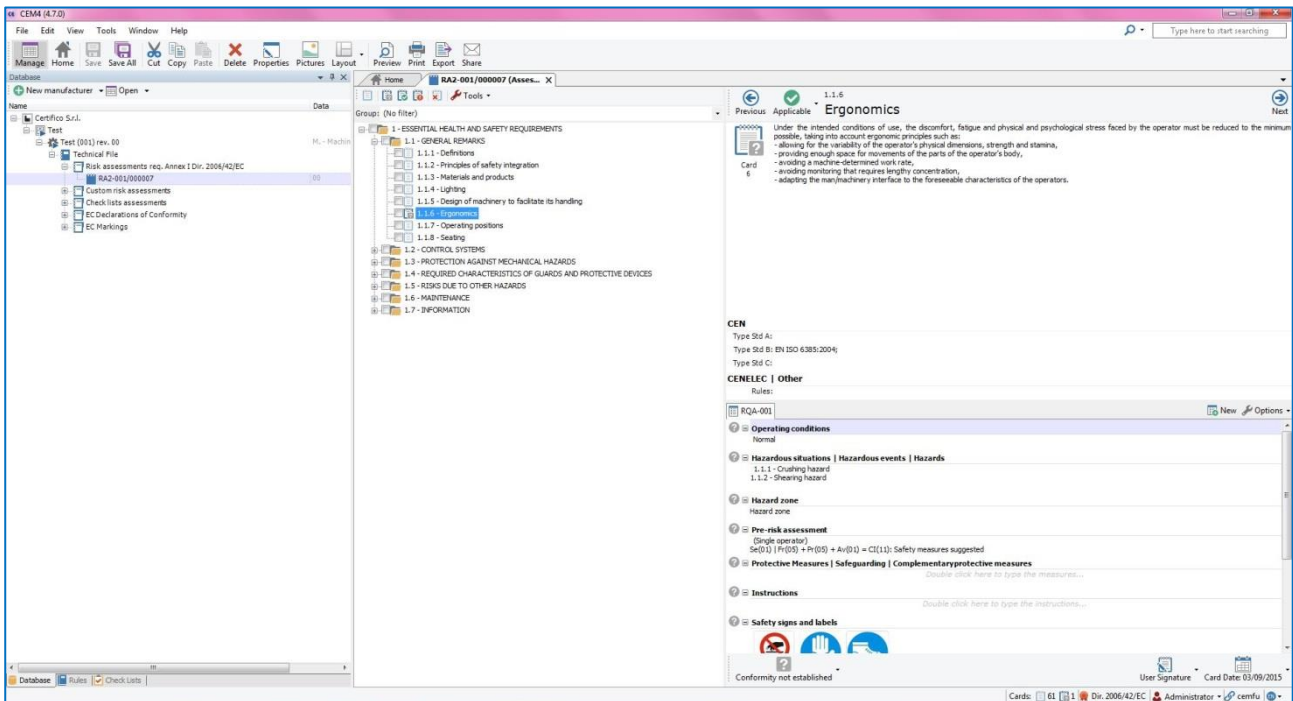 CEM4 (4.7.0)
File Edit View Tools Window Help
Type here to start searching
Manage Home Save Save All Cut Copy Paste Delete Properties Pictures Layout Preview Print Export Share
Database
New manufacturer Open
Name Data
Certifico S.r.l.
Test
Test (001) rev. 00 M. - Machin
Technical File
Risk assessments req. Annex I Dir. 2006/42/EC
RA2-001/000007 00
Custom risk assessments
Check lists assessments
EC Declarations of Conformity
EC Markings
Database Rules Check Lists
Home RA2-001/000007 (Asses... X
Tools
Group: (No filter)
1 - ESSENTIAL HEALTH AND SAFETY REQUIREMENTS
1.1 - GENERAL REMARKS
1.1.1 - Definitions
1.1.2 - Principles of safety integration
1.1.3 - Materials and products
1.1.4 - Lighting
1.1.5 - Design of machinery to facilitate its handling
1.1.6 - Ergonomics
1.1.7 - Operating positions
1.1.8 - Seating
1.2 - CONTROL SYSTEMS
1.3 - PROTECTION AGAINST MECHANICAL HAZARDS
1.4 - REQUIRED CHARACTERISTICS OF GUARDS AND PROTECTIVE DEVICES
1.5 - RISKS DUE TO OTHER HAZARDS
1.6 - MAINTENANCE
1.7 - INFORMATION
Previous Applicable 1.1.6 Ergonomics Next
Card 6
Under the intended conditions of use, the discomfort, fatigue and physical and psychological stress faced by the operator must be reduced to the minimum
possible, taking into account ergonomic principles such as:
- allowing for the variability of the operator's physical dimensions, strength and stamina,
- providing enough space for movements of the parts of the operator's body,
- avoiding a machine-determined work rate,
- avoiding monitoring that requires lengthy concentration,
- adapting the man/machinery interface to the foreseeable characteristics of the operators.
CEN
Type Std A:
Type Std B: EN ISO 6385:2004;
Type Std C:
CENELEC | Other
Rules:
RQA-001 New Options
Operating conditions
Normal
Hazardous situations | Hazardous events | Hazards
1.1.1 - Crushing hazard
1.1.2 - Shearing hazard
Hazard zone
Hazard zone
Pre-risk assessment
(Single operator)
Se(01) | Fr(05) + Pr(05) + Av(01) = CI(11): Safety measures suggested
Protective Measures | Safeguarding | Complementaryprotective measures
Double click here to type the measures...
Instructions
Double click here to type the instructions...
Safety signs and labels
Conformity not established User Signature Card Date: 03/09/2015
Cards: 61 1 Dir. 2006/42/EC Administrator cemfu